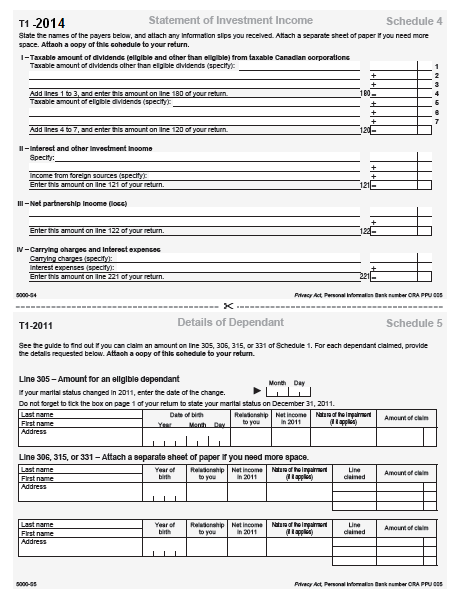 T1 -2014 Statement of Investment Income Schedule 4
State the names of the payers below, and attach any information slips you received. Attach a separate sheet of paper if you need more
space. Attach a copy of this schedule to your return.
I – Taxable amount of dividends (eligible and other than eligible) from taxable Canadian corporations
Taxable amount of dividends other than eligible dividends (specify): 1
+ 2
+ 3
Add lines 1 to 3, and enter this amount on line 180 of your return. 180 = 4
Taxable amount of eligible dividends (specify): + 5
+ 6
+ 7
Add lines 4 to 7, and enter this amount on line 120 of your return. 120 =
II – Interest and other investment income
Specify:
+
Income from foreign sources (specify): +
Enter this amount on line 121 of your return. 121 =
III – Net partnership income (loss)
+
Enter this amount on line 122 of your return. 122 =
IV – Carrying charges and interest expenses
Carrying charges (specify):
Interest expenses (specify): +
Enter this amount on line 221 of your return. 221 =
5000-S4 Privacy Act, Personal Information Bank number CRA PPU 005
T1-2011 Details of Dependant Schedule 5
See the guide to find out if you can claim an amount on line 305, 306, 315, or 331 of Schedule 1. For each dependant claimed, provide
the details requested below. Attach a copy of this schedule to your return.
Line 305 – Amount for an eligible dependant
Month Day
If your marital status changed in 2011, enter the date of the change.
Do not forget to tick the box on page 1 of your return to state your marital status on December 31, 2011.
Last name
First name
Address
Date of birth
Year Month Day
Relationship
to you
Net income
in 2011
Nature of the impairment
(if it applies)
Amount of claim
Line 306, 315, or 331 – Attach a separate sheet of paper if you need more space.
Last name
First name
Address
Year of
birth
Relationship
to you
Net income
in 2011
Nature of the impairment
(if it applies)
Line
claimed
Amount of claim
Last name
First name
Address
Year of
birth
Relationship
to you
Net income
in 2011
Nature of the impairment
(if it applies)
Line
claimed
Amount of claim
5000-S5 Privacy Act, Personal Information Bank number CRA PPU 005